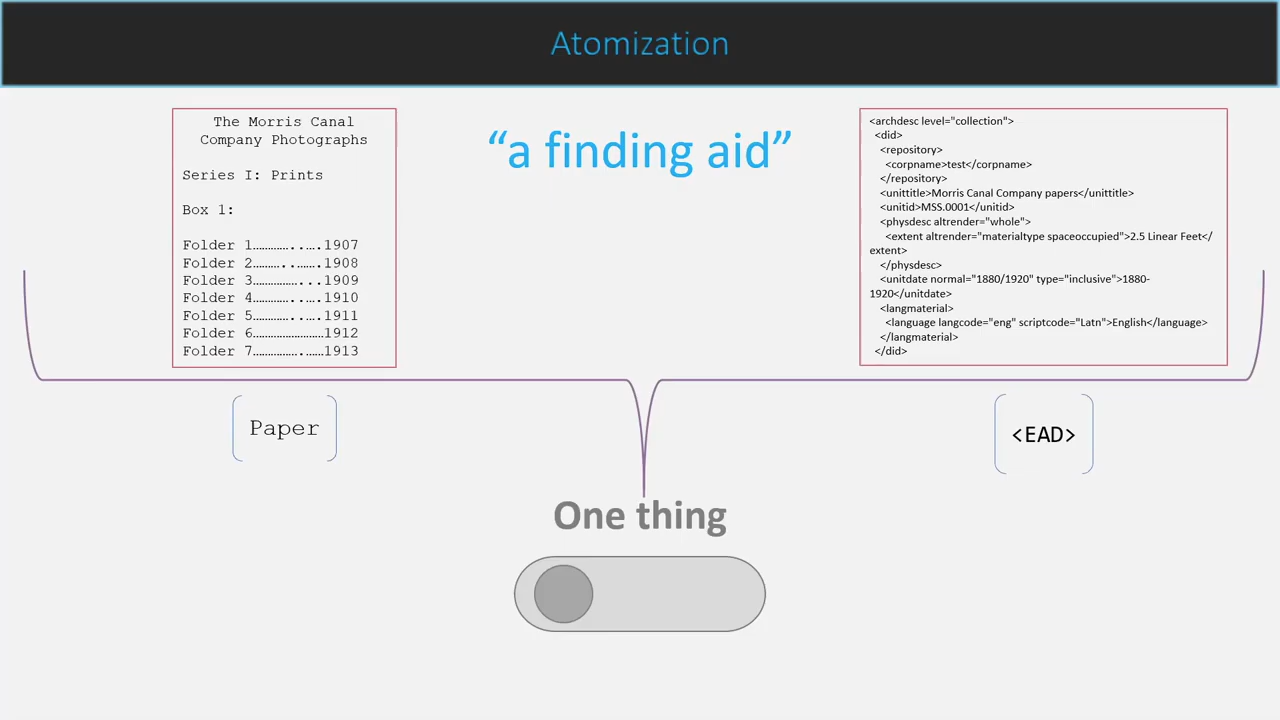 Atomization
The Morris Canal
Company Photographs
Series I: Prints
Box 1:
Folder 1…………..….1907
Folder 2………..…….1908
Folder 3……………...1909
Folder 4…………..….1910
Folder 5…………..….1911
Folder 6……………………1912
Folder 7…………….……1913
“a finding aid”
<archdesc level="collection">
<did>
<repository>
<corpname>test</corpname>
</repository>
<unittitle>Morris Canal Company papers</unittitle>
<unitid>MSS.0001</unitid>
<physdesc altrender="whole">
<extent altrender="materialtype spaceoccupied">2.5 Linear Feet</
extent>
</physdesc>
<unitdate normal="1880/1920" type="inclusive">1880-
1920</unitdate>
<langmaterial>
<language langcode="eng" scriptcode="Latn">English</language>
</langmaterial>
</did>
Paper
<EAD>
One thing